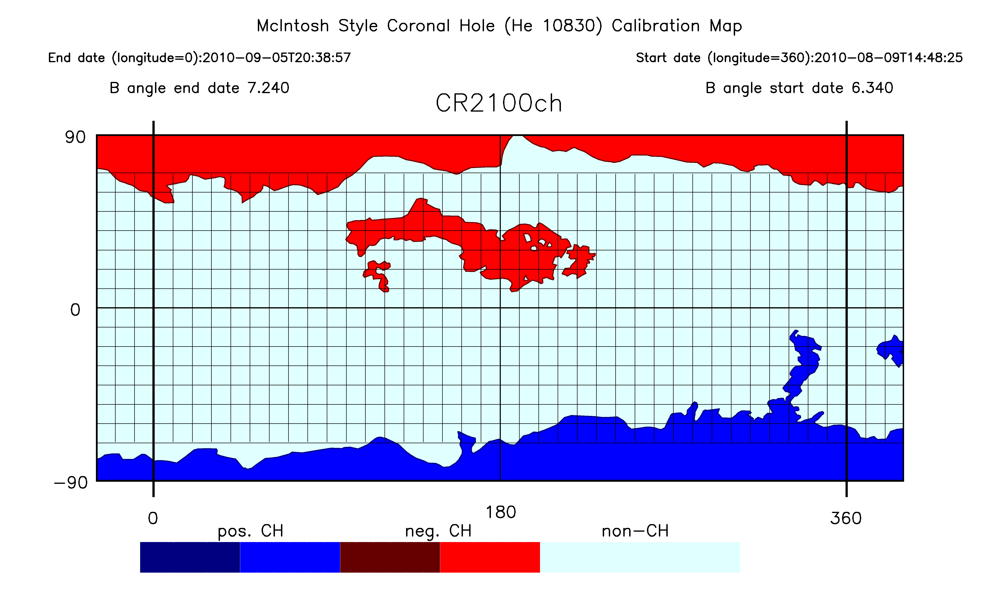 McIntosh Style Coronal Hole (He 10830) Calibration Map
End date (longitude=0):2010-09-05T20:38:57
Start date (longitude=360):2010-08-09T14:48:25
B angle end date 7.240
B angle start date 6.340
CR2100ch
90
0
-90
0
180
360
pos. CH
neg. CH
non-CH